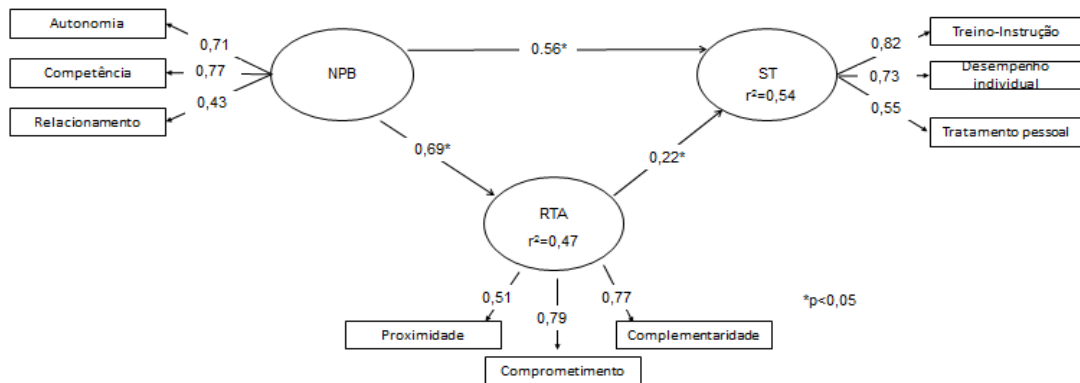 Autonomia
0,71
Competência
0,77
Relacionamento
0,43
NPB
0.56*
ST
r²=0,54
0,82
Treino-Instrução
0,73
Desempenho
individual
0,55
Tratamento pessoal
0,69*
0,22*
RTA
r²=0,47
0,51
0,79
0,77
Proximidade
Comprometimento
Complementaridade
*p<0,05